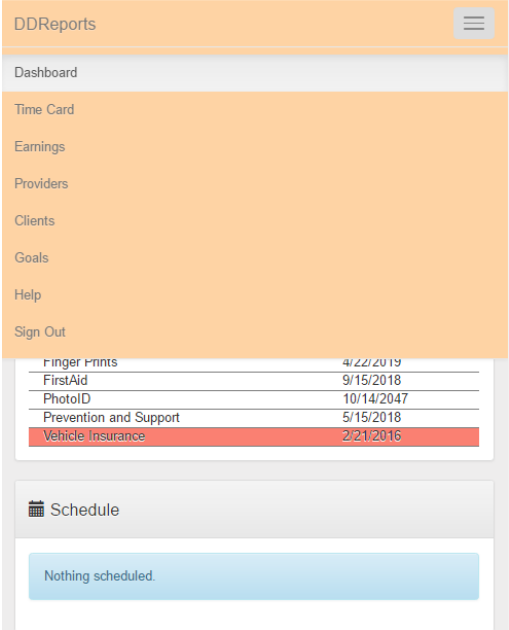 DDReports
Dashboard
Time Card
Earnings
Providers
Clients
Goals
Help
Sign Out
Finger Prints 4/22/2019
FirstAid 9/15/2018
PhotoID 10/14/2047
Prevention and Support 5/15/2018
Vehicle Insurance 2/21/2016
Schedule
Nothing scheduled.